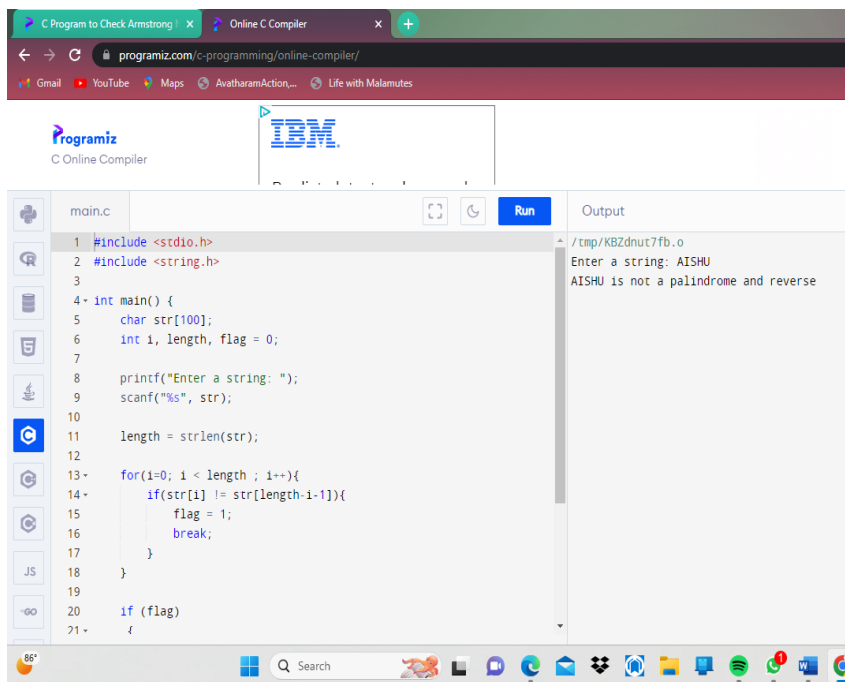 C Program to Check Armstrong
Online C Compiler
programiz.com/c-programming/online-compiler/
Gmail YouTube Maps AvatharamAction,... Life with Malamutes
Programiz
C Online Compiler
IBM.
main.c
Run
Output
1 #include <stdio.h>
2 #include <string.h>
3
4 int main() {
5 char str[100];
6 int i, length, flag = 0;
7
8 printf("Enter a string: ");
9 scanf("%s", str);
10
11 length = strlen(str);
12
13 for(i=0; i < length ; i++){
14 if(str[i] != str[length-i-1]){
15 flag = 1;
16 break;
17 }
18 }
19
20 if (flag)
21 {
/tmp/KBZdnut7fb.o
Enter a string: AISHU
AISHU is not a palindrome and reverse
JS
GO
86°
Search